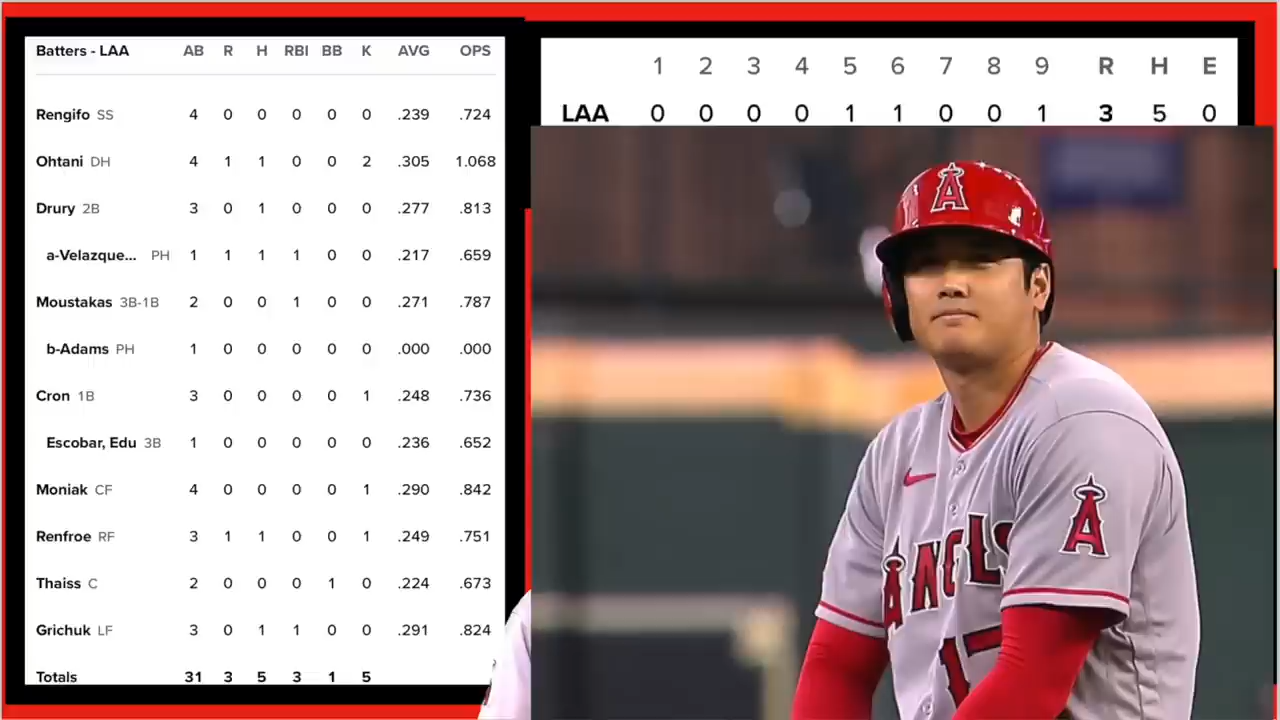 Batters - LAA AB R H RBI BB K AVG OPS
Rengifo SS 4 0 0 0 0 0 .239 .724
Ohtani DH 4 1 1 0 0 2 .305 1.068
Drury 2B 3 0 1 0 0 0 .277 .813
a-Velazque... PH 1 1 1 1 0 0 .217 .659
Moustakas 3B-1B 2 0 0 1 0 0 .271 .787
b-Adams PH 1 0 0 0 0 0 .000 .000
Cron 1B 3 0 0 0 0 1 .248 .736
Escobar, Edu 3B 1 0 0 0 0 0 .236 .652
Moniak CF 4 0 0 0 0 1 .290 .842
Renfroe RF 3 1 1 0 0 1 .249 .751
Thaiss C 2 0 0 0 1 0 .224 .673
Grichuk LF 3 0 1 1 0 0 .291 .824
Totals 31 3 5 3 1 5
1 2 3 4 5 6 7 8 9 R H E
LAA 0 0 0 0 1 1 0 0 1 3 5 0
A
A
ANGELS
17